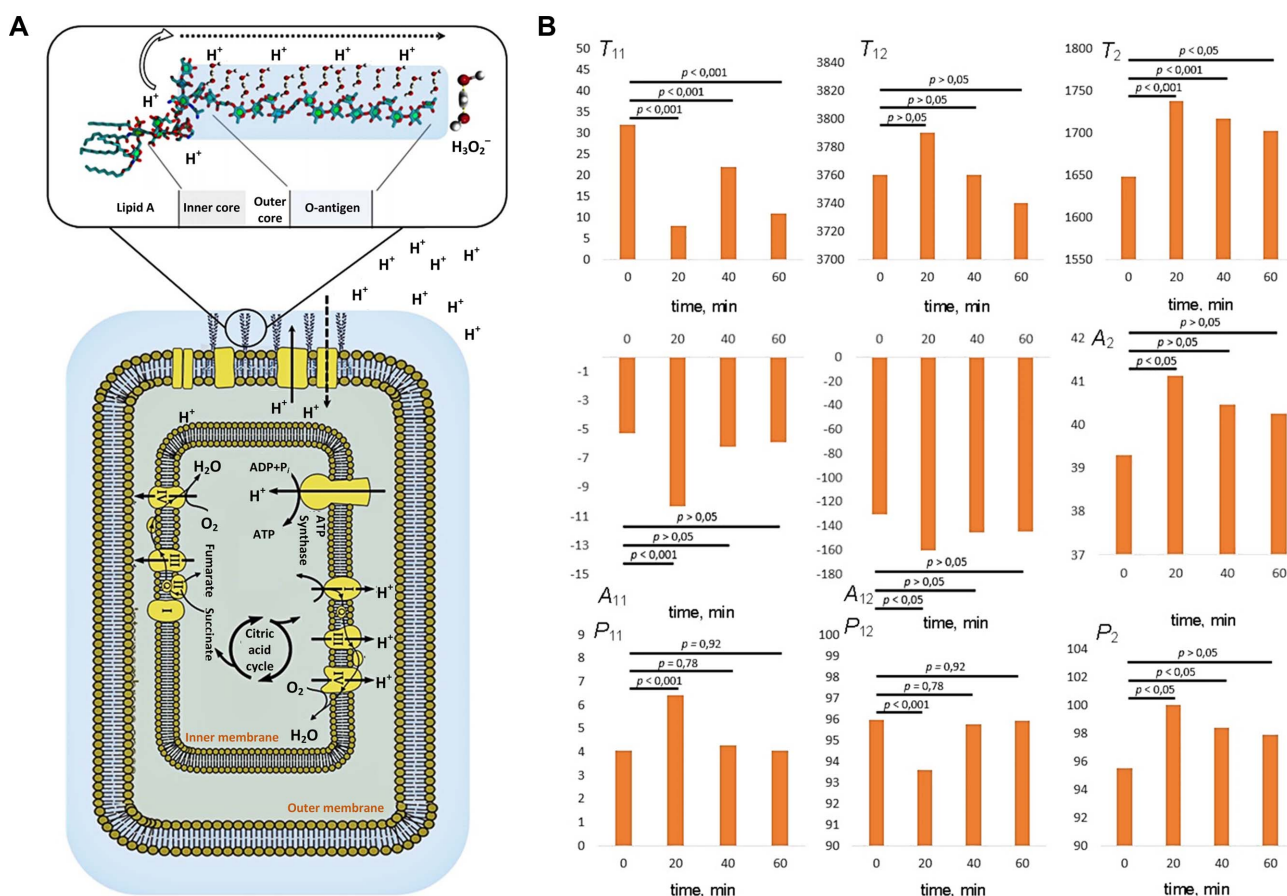 A
H⁺ H⁺ H⁺ H⁺
H⁺
H⁺
H₃O₂⁻
Lipid A
Inner core
Outer core
O-antigen
H⁺ H⁺ H⁺
H⁺ H⁺
H⁺ H⁺
H⁺ H⁺
H⁺
H⁺ H⁺
H⁺
H₂O
O₂
IV
III
II
I
Fumarate
Succinate
ADP+Pi
H⁺
ATP
ATP Synthase
Citric
acid
cycle
I
III
IV
H⁺
H⁺
H⁺
O₂
H₂O
Inner membrane
Outer membrane
B
T₁₁
50
45
40
35
30
25
20
15
10
5
0
p < 0,001
p < 0,001
p < 0,001
0 20 40 60
time, min
T₁₂
3840
3820
3800
3780
3760
3740
3720
3700
p > 0,05
p > 0,05
p > 0,05
0 20 40 60
time, min
T₂
1800
1750
1700
1650
1600
1550
p < 0,05
p < 0,001
p < 0,001
0 20 40 60
time, min
0 20 40 60
-1
-3
-5
-7
-9
-11
-13
-15
p > 0,05
p > 0,05
p < 0,001
A₁₁ time, min
0 20 40 60
0
-20
-40
-60
-80
-100
-120
-140
-160
-180
p > 0,05
p > 0,05
p < 0,05
A₁₂ time, min
A₂
42
41
40
39
38
37
p > 0,05
p > 0,05
p < 0,05
0 20 40 60
time, min
P₁₁
9
8
7
6
5
4
3
2
1
0
p = 0,92
p = 0,78
p < 0,001
0 20 40 60
time, min
P₁₂
100
99
98
97
96
95
94
93
92
91
90
p = 0,92
p = 0,78
p < 0,001
0 20 40 60
time, min
P₂
104
102
100
98
96
94
92
90
p > 0,05
p < 0,05
p < 0,05
0 20 40 60
time, min